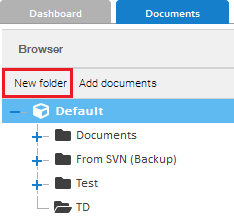 Dashboard Documents
Browser
New folder Add documents
Default
Documents
From SVN (Backup)
Test
TD